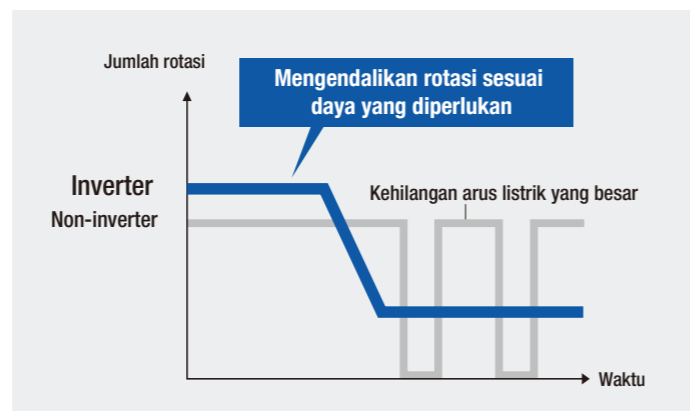 Jumlah rotasi
Mengendalikan rotasi sesuai
daya yang diperlukan
Inverter
Kehilangan arus listrik yang besar
Non-inverter
Waktu